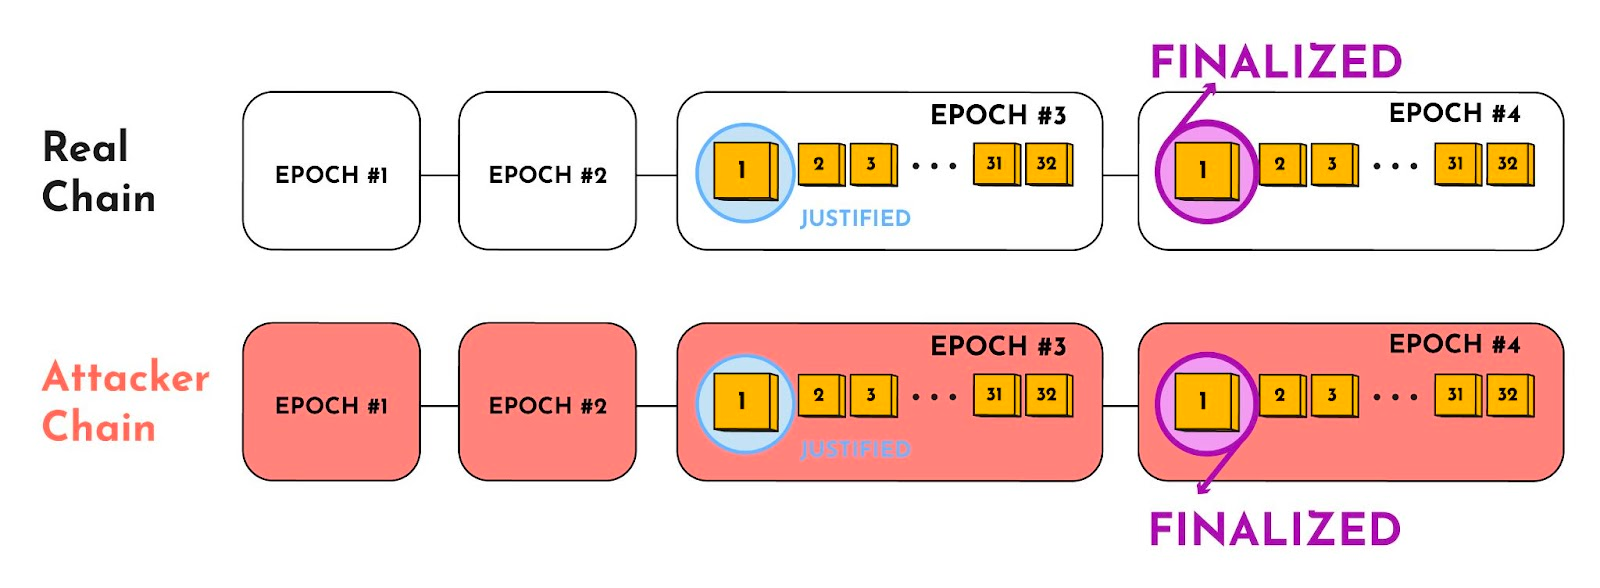 FINALIZED
Real
Chain
EPOCH #1
EPOCH #2
EPOCH #3
1 2 3 ••• 31 32
JUSTIFIED
EPOCH #4
1 2 3 ••• 31 32
Attacker
Chain
EPOCH #1
EPOCH #2
EPOCH #3
1 2 3 ••• 31 32
JUSTIFIED
EPOCH #4
1 2 3 ••• 31 32
FINALIZED